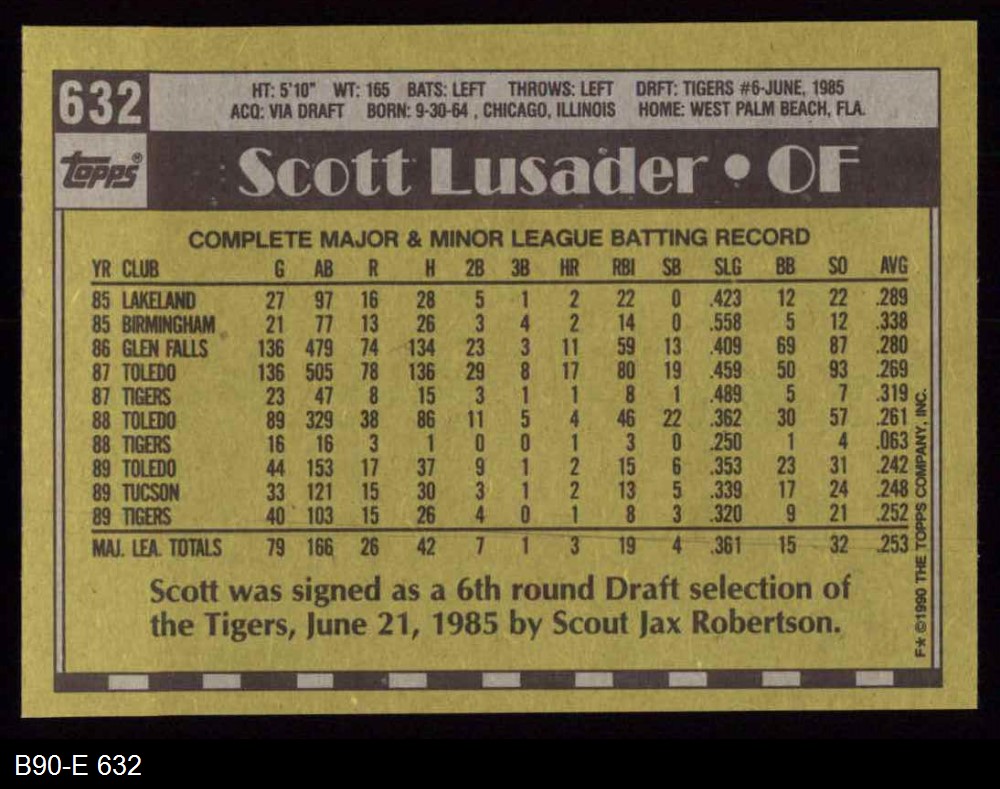 632
HT: 5'10" WT: 165 BATS: LEFT THROWS: LEFT DRFT: TIGERS #6-JUNE, 1985
ACQ: VIA DRAFT BORN: 9-30-64 , CHICAGO, ILLINOIS HOME: WEST PALM BEACH, FLA.
topps®
Scott Lusader • OF
COMPLETE MAJOR & MINOR LEAGUE BATTING RECORD
YR CLUB G AB R H 2B 3B HR RBI SB SLG BB SO AVG
85 LAKELAND 27 97 16 28 5 1 2 22 0 .423 12 22 .289
85 BIRMINGHAM 21 77 13 26 3 4 2 14 0 .558 5 12 .338
86 GLEN FALLS 136 479 74 134 23 3 11 59 13 .409 69 87 .280
87 TOLEDO 136 505 78 136 29 8 17 80 19 .459 50 93 .269
87 TIGERS 23 47 8 15 3 1 1 8 1 .489 5 7 .319
88 TOLEDO 89 329 38 86 11 5 4 46 22 .362 30 57 .261
88 TIGERS 16 16 3 1 0 0 1 3 0 .250 1 4 .063
89 TOLEDO 44 153 17 37 9 1 2 15 6 .353 23 31 .242
89 TUCSON 33 121 15 30 3 1 2 13 5 .339 17 24 .248
89 TIGERS 40 103 15 26 4 0 1 8 3 .320 9 21 .252
MAJ. LEA. TOTALS 79 166 26 42 7 1 3 19 4 .361 15 32 .253
Scott was signed as a 6th round Draft selection of
the Tigers, June 21, 1985 by Scout Jax Robertson.
F★ ©1990 THE TOPPS COMPANY, INC.
B90-E 632